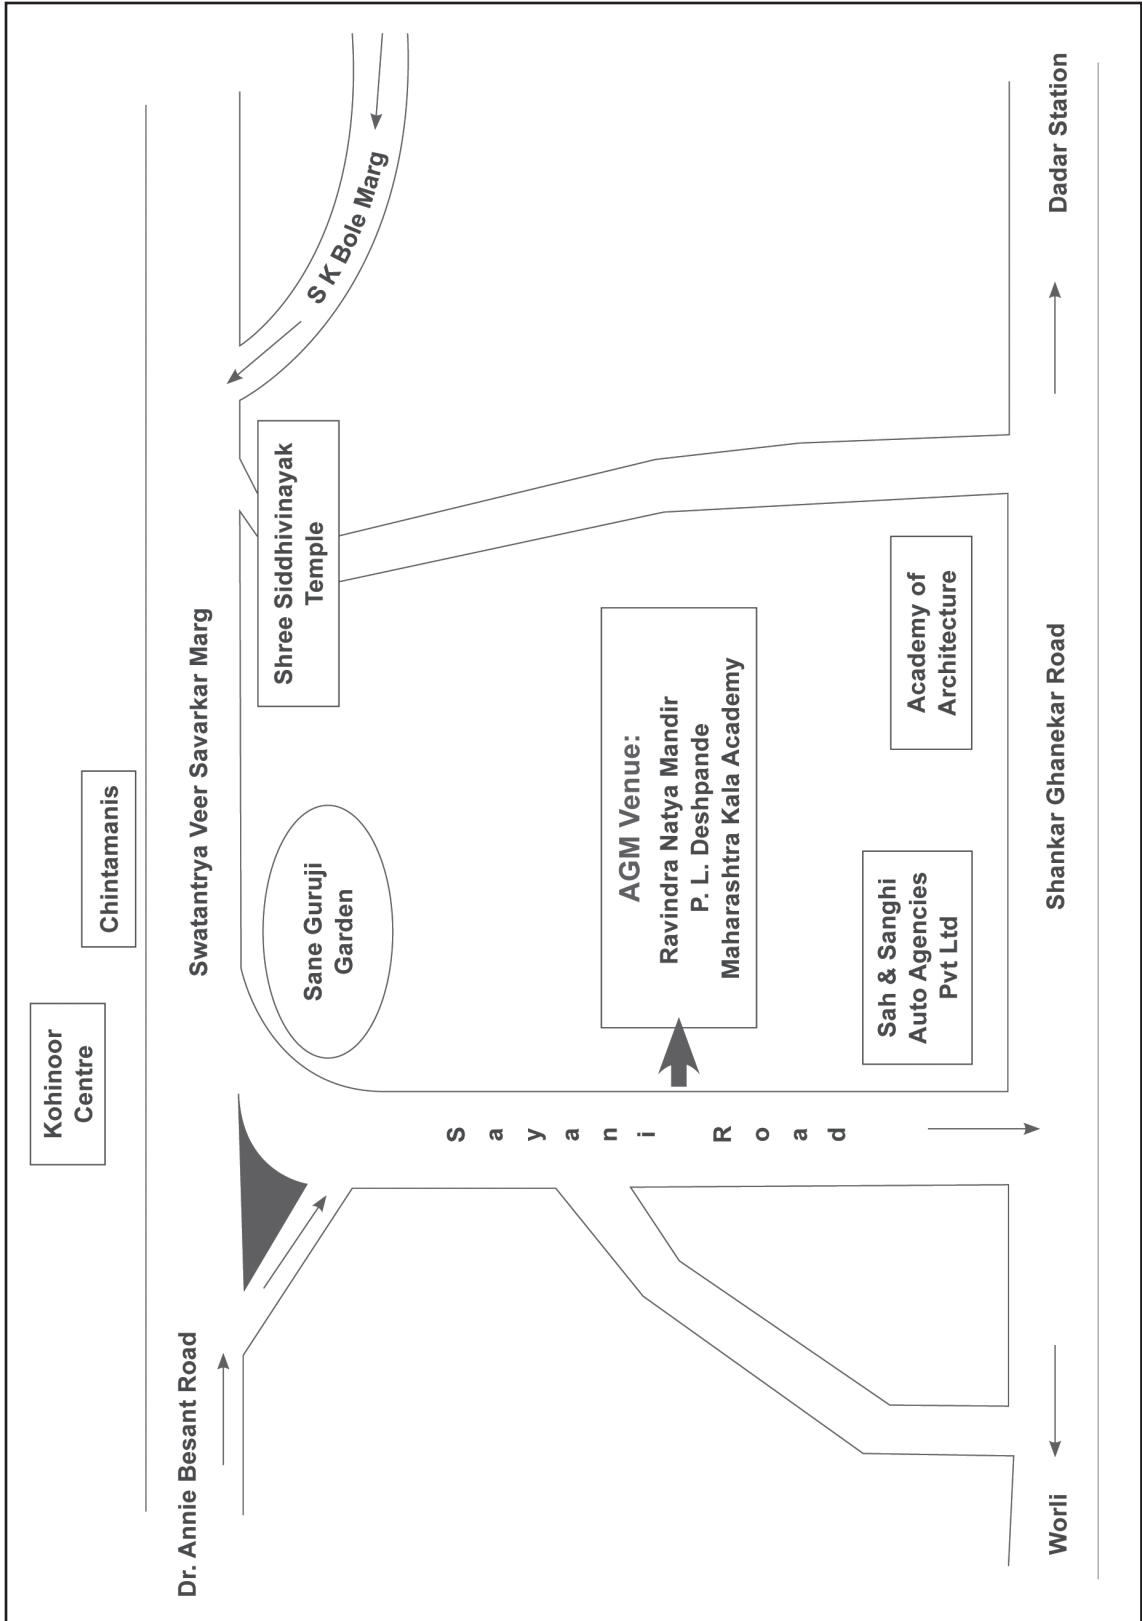 Kohinoor
Centre
Chintamanis
Dr. Annie Besant Road
Swatantrya Veer Savarkar Marg
S K Bole Marg
Sane Guruji
Garden
Shree Siddhivinayak
Temple
Sayani Road
AGM Venue:
Ravindra Natya Mandir
P. L. Deshpande
Maharashtra Kala Academy
Sah & Sanghi
Auto Agencies
Pvt Ltd
Academy of
Architecture
Worli
Shankar Ghanekar Road
Dadar Station